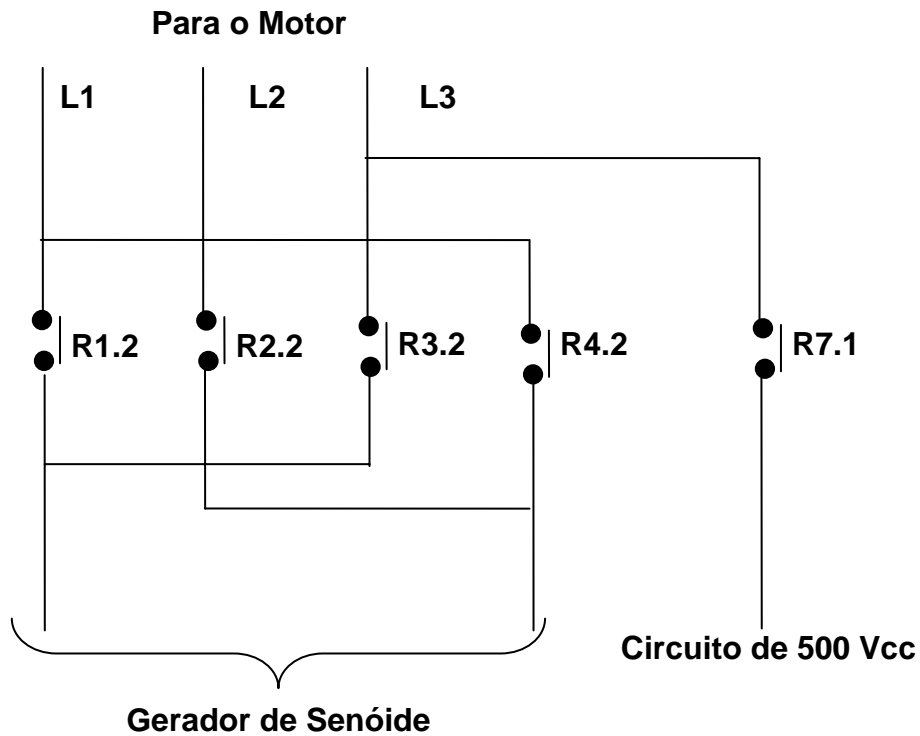 Para o Motor
L1 L2 L3
R1.2 R2.2 R3.2 R4.2 R7.1
Circuito de 500 Vcc
Gerador de Senóide